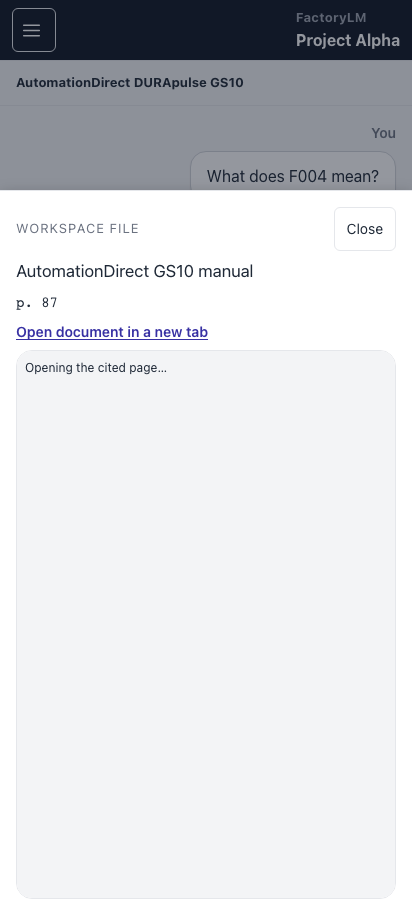 FactoryLM
Project Alpha
AutomationDirect DURApulse GS10
You
What does F004 mean?
WORKSPACE FILE
Close
AutomationDirect GS10 manual
p. 87
Open document in a new tab
Opening the cited page...